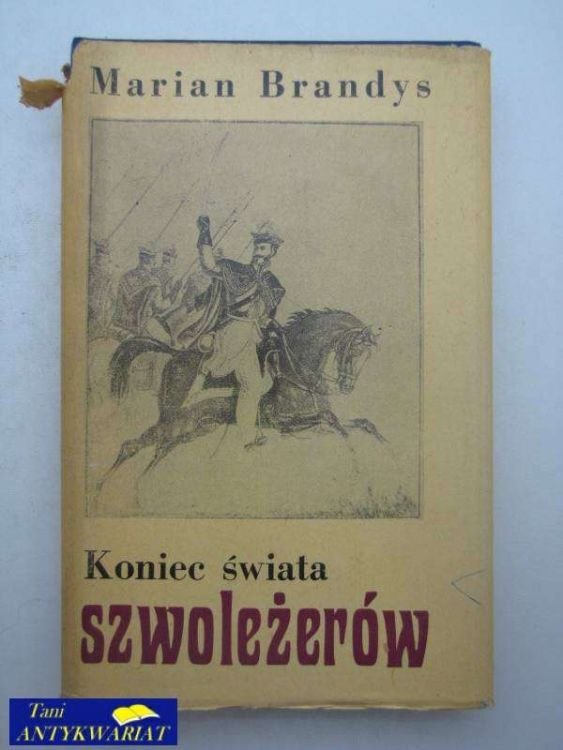 Marian Brandys
Koniec świata
szwoleżerów
Tani
ANTYKWARIAT